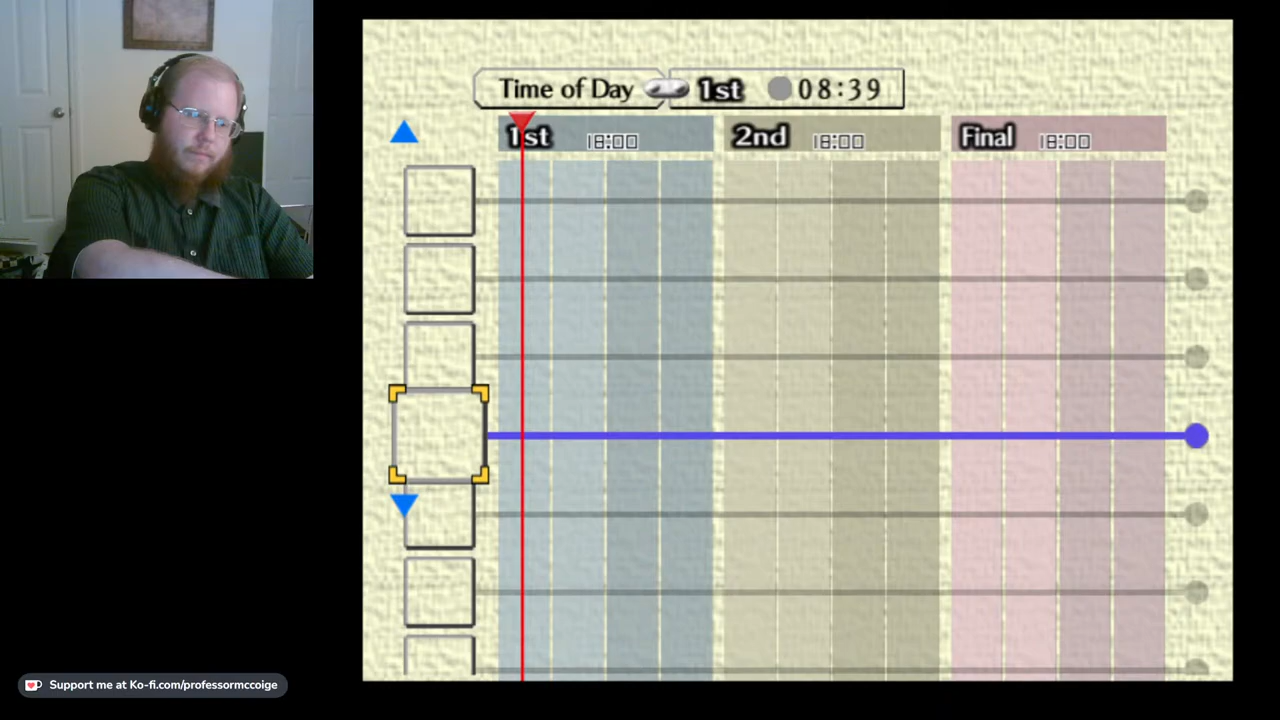 Time of Day 1st 08:39
1st 18:00 2nd 18:00 Final 18:00
Support me at Ko-fi.com/professormccoige